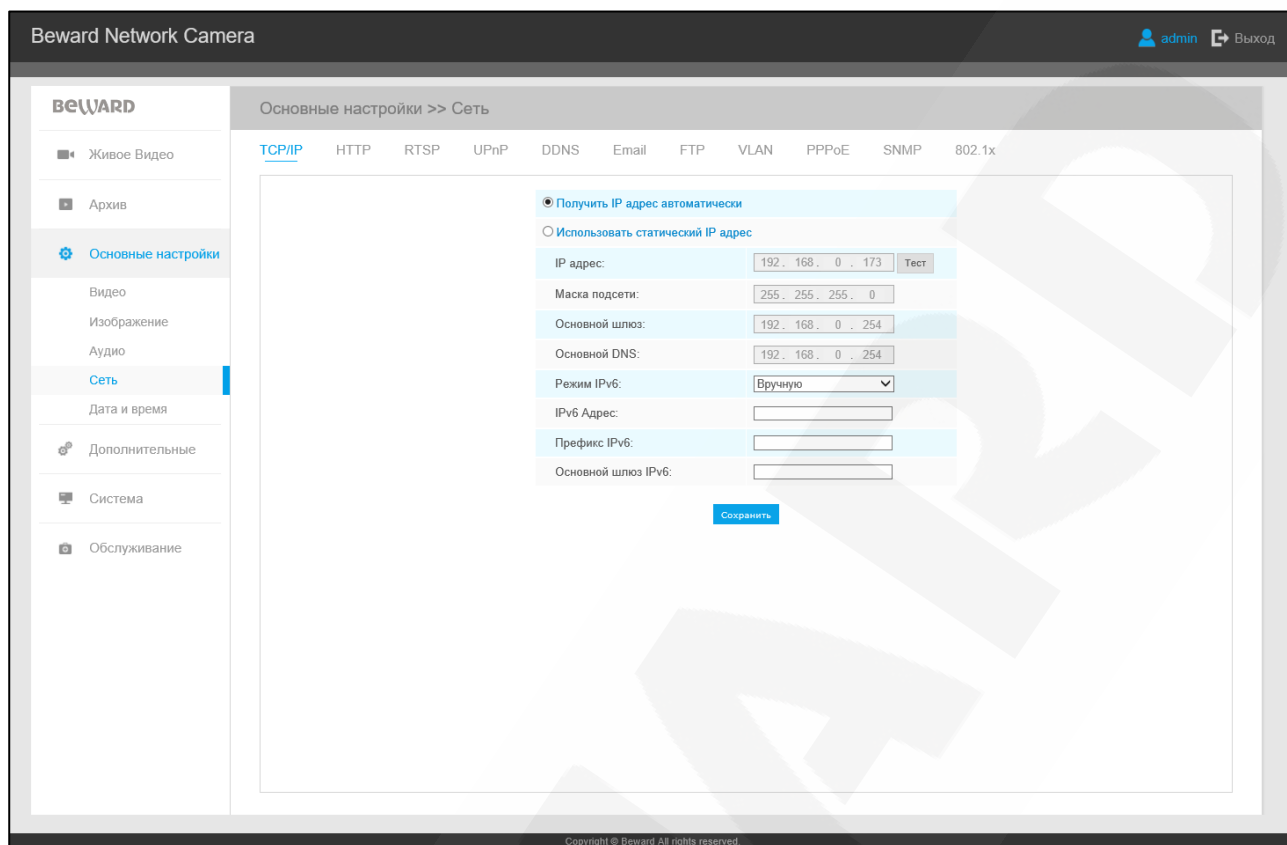 Beward Network Camera
admin Выход
BEWARD
Основные настройки >> Сеть
Живое Видео
Архив
Основные настройки
Видео
Изображение
Аудио
Сеть
Дата и время
Дополнительные
Система
Обслуживание
TCP/IP HTTP RTSP UPnP DDNS Email FTP VLAN PPPoE SNMP 802.1x
Получить IP адрес автоматически
Использовать статический IP адрес
IP адрес: 192. 168. 0 . 173 Тест
Маска подсети: 255. 255. 255. 0
Основной шлюз: 192. 168. 0 . 254
Основной DNS: 192. 168. 0 . 254
Режим IPv6: Вручную
IPv6 Адрес:
Префикс IPv6:
Основной шлюз IPv6:
Сохранить
Copyright © Beward All rights reserved.